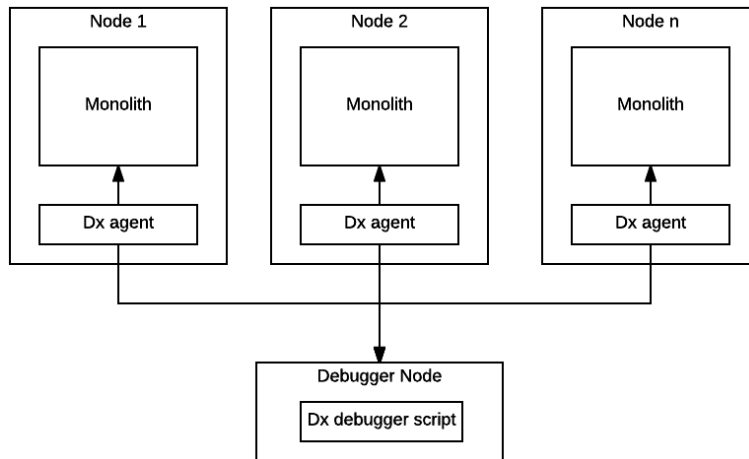 Node 1
Node 2
Node n
Monolith
Monolith
Monolith
Dx agent
Dx agent
Dx agent
Debugger Node
Dx debugger script